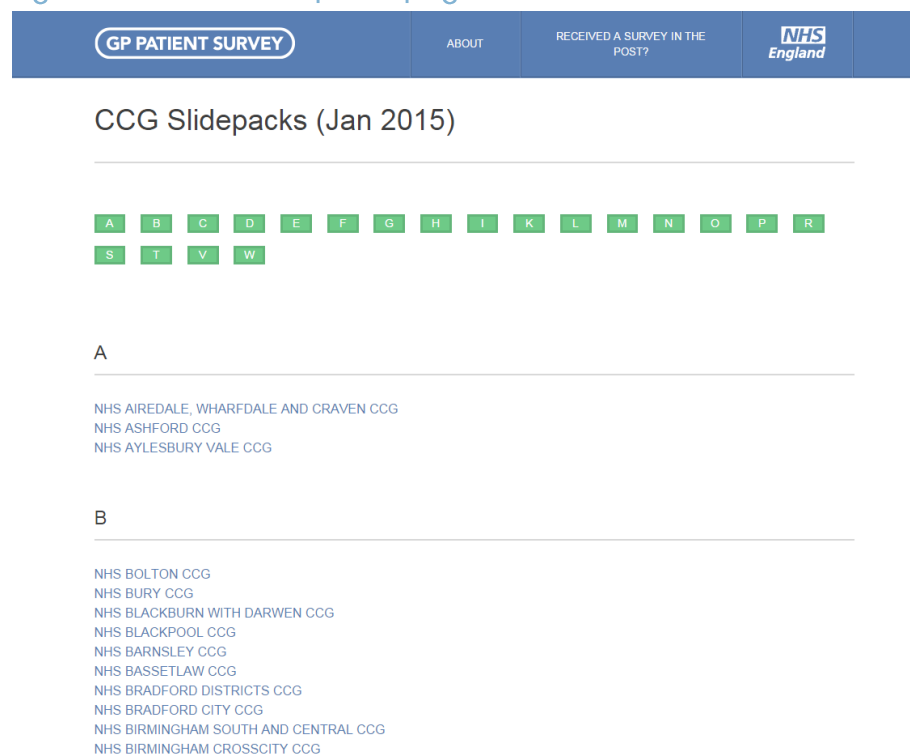 GP PATIENT SURVEY
ABOUT
RECEIVED A SURVEY IN THE
POST?
NHS
England
CCG Slidepacks (Jan 2015)
A B C D E F G H I K L M N O P R
S T V W
A
NHS AIREDALE, WHARFDALE AND CRAVEN CCG
NHS ASHFORD CCG
NHS AYLESBURY VALE CCG
B
NHS BOLTON CCG
NHS BURY CCG
NHS BLACKBURN WITH DARWEN CCG
NHS BLACKPOOL CCG
NHS BARNSLEY CCG
NHS BASSETLAW CCG
NHS BRADFORD DISTRICTS CCG
NHS BRADFORD CITY CCG
NHS BIRMINGHAM SOUTH AND CENTRAL CCG
NHS BIRMINGHAM CROSSCITY CCG